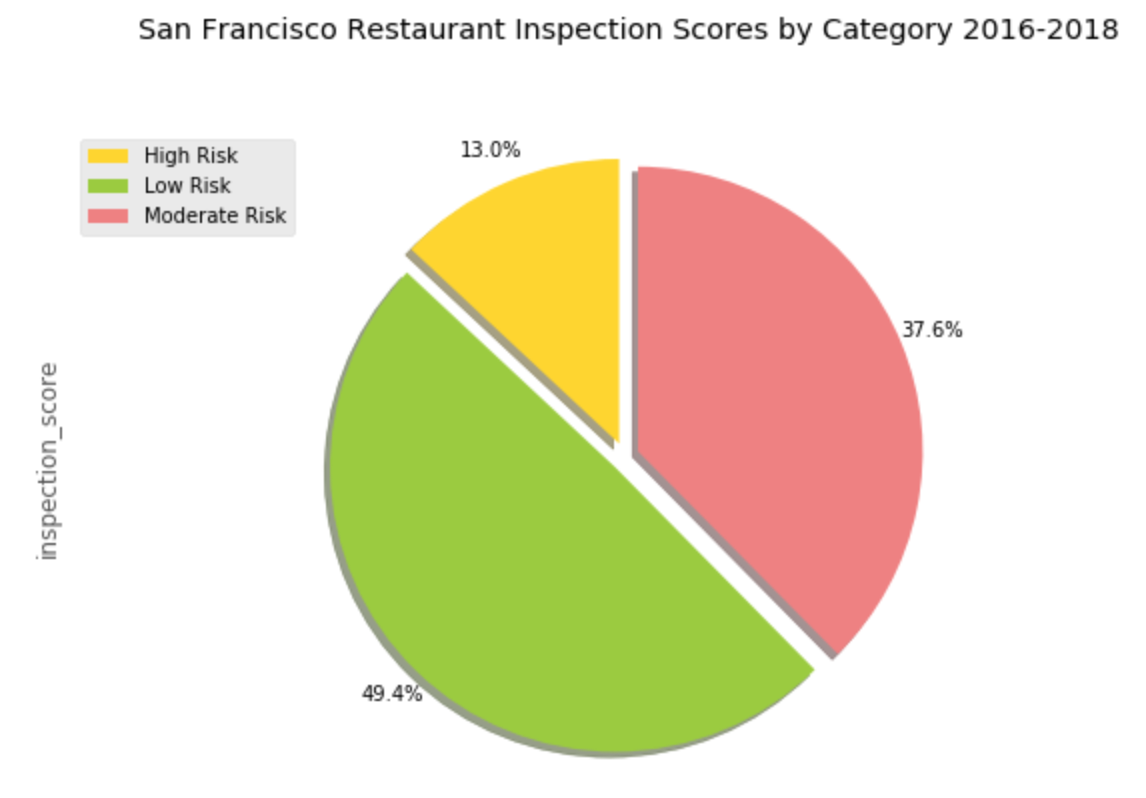 San Francisco Restaurant Inspection Scores by Category 2016-2018
High Risk
Low Risk
Moderate Risk
13.0%
37.6%
49.4%
inspection_score